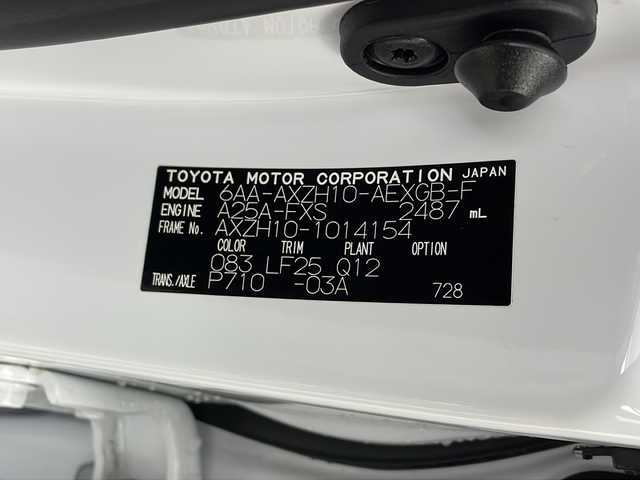 TOYOTA MOTOR CORPORATION JAPAN
MODEL 6AA-AXZH10-AEXGB-F
ENGINE A25A-FXS 2487 mL
FRAME No. AXZH10-1014154
COLOR TRIM PLANT OPTION
083 LF25 Q12
TRANS./AXLE P710 -03A 728